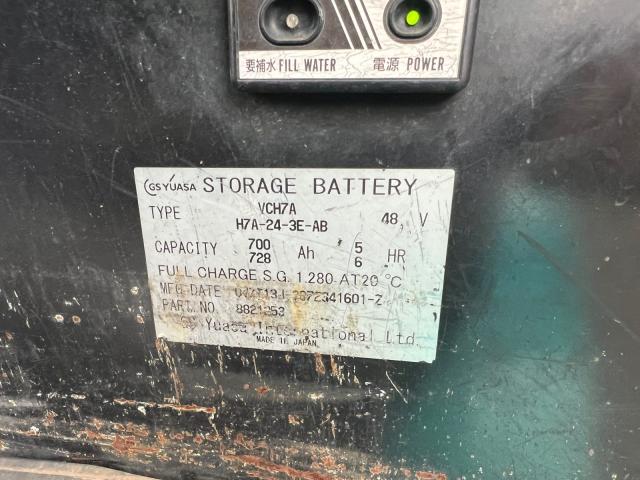 要補水 FILL WATER 電源 POWER
GS YUASA STORAGE BATTERY
TYPE VCH7A 48 V
H7A-24-3E-AB
CAPACITY 700 Ah 5 HR
728 6
FULL CHARGE S.G. 1.280 AT 20 ℃
MFG DATE
PART NO. 8821253
GS Yuasa International Ltd.
MADE IN JAPAN